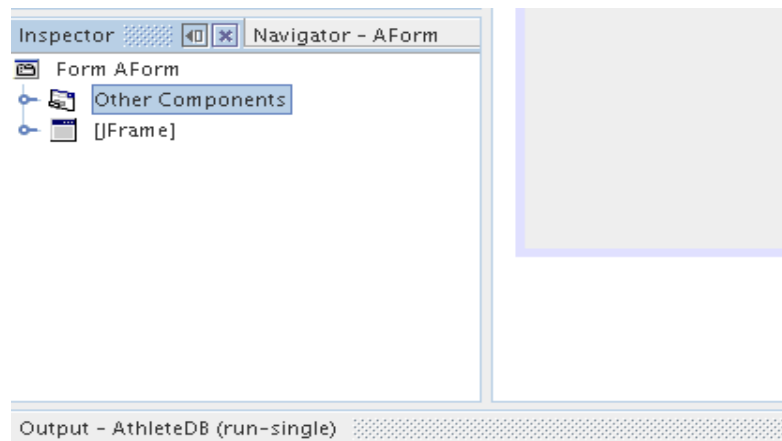 Inspector
Navigator - AForm
Form AForm
Other Components
[JFrame]
Output - AthleteDB (run-single)